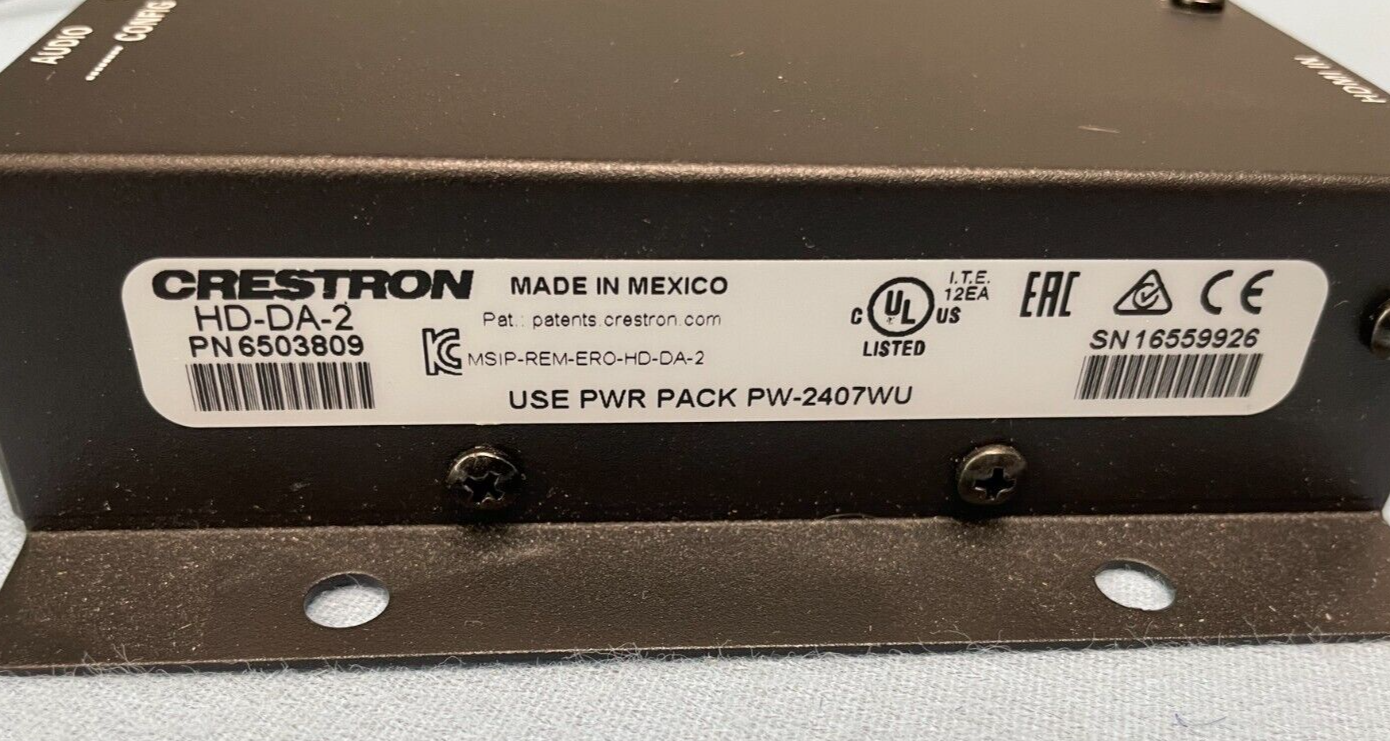 AUDIO
CONFIG
HDMI IN
CRESTRON
HD-DA-2
PN 6503809
MADE IN MEXICO
Pat.: patents.crestron.com
MSIP-REM-ERO-HD-DA-2
USE PWR PACK PW-2407WU
C UL US
LISTED
I.T.E.
12EA
EAC
CE
SN 16559926